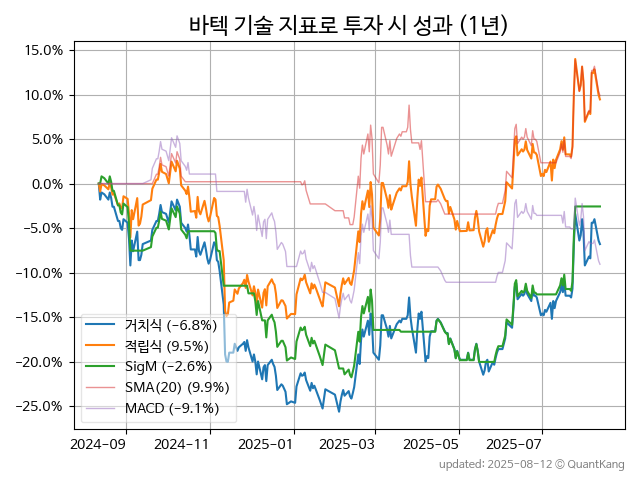 바텍 기술 지표로 투자 시 성과 (1년)
15.0%
10.0%
5.0%
0.0%
−5.0%
−10.0%
−15.0%
−20.0%
−25.0%
거치식 (−6.8%)
적립식 (9.5%)
SigM (−2.6%)
SMA(20) (9.9%)
MACD (−9.1%)
2024-09 2024-11 2025-01 2025-03 2025-05 2025-07
updated: 2025-08-12 © QuantKang